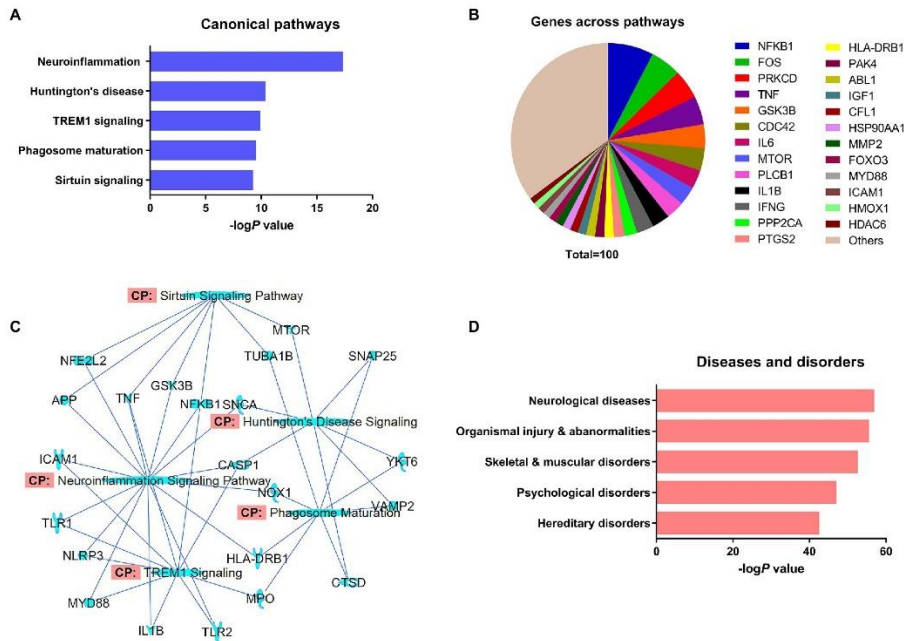 A
Canonical pathways
Neuroinflammation
Huntington's disease
TREM1 signaling
Phagosome maturation
Sirtuin signaling
0 5 10 15 20
-logP value
B
Genes across pathways
NFKB1
FOS
PRKCD
TNF
GSK3B
CDC42
IL6
MTOR
PLCB1
IL1B
IFNG
PPP2CA
PTGS2
HLA-DRB1
PAK4
ABL1
IGF1
CFL1
HSP90AA1
MMP2
FOXO3
MYD88
ICAM1
HMOX1
HDAC6
Others
Total=100
C
CP: Sirtuin Signaling Pathway
MTOR
NFE2L2
TUBA1B
SNAP25
GSK3B
APP
TNF
NFKB1
SNCA
CP: Huntington's Disease Signaling
ICAM1
CASP1
YKT6
CP: Neuroinflammation Signaling Pathway
NOX1
VAMP2
CP: Phagosome Maturation
TLR1
NLRP3
HLA-DRB1
CP: TREM1 Signaling
CTSD
MYD88
MPO
IL1B
TLR2
D
Diseases and disorders
Neurological diseases
Organismal injury & abanormalities
Skeletal & muscular disorders
Psychological disorders
Hereditary disorders
0 20 40 60
-logP value